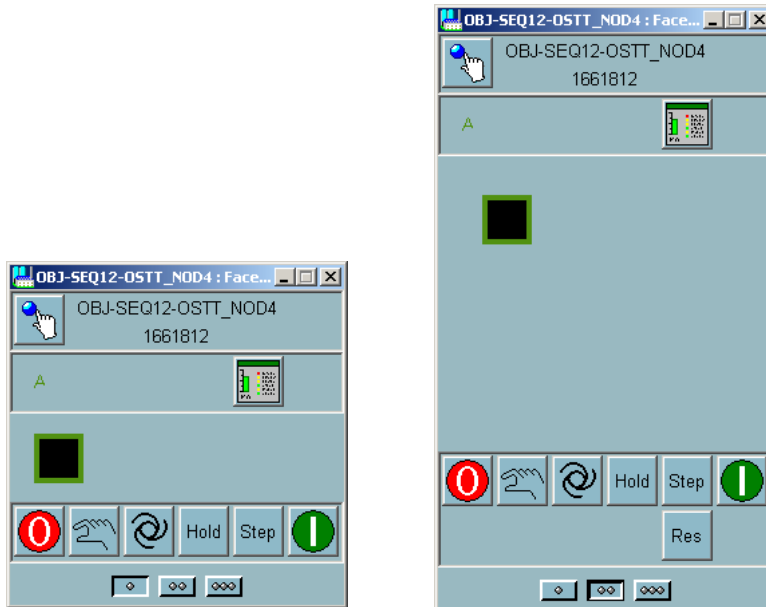 OBJ-SEQ12-OSTT_NOD4 : Face...
OBJ-SEQ12-OSTT_NOD4
1661812
A
Hold
Step
OBJ-SEQ12-OSTT_NOD4 : Face...
OBJ-SEQ12-OSTT_NOD4
1661812
A
Hold
Step
Res